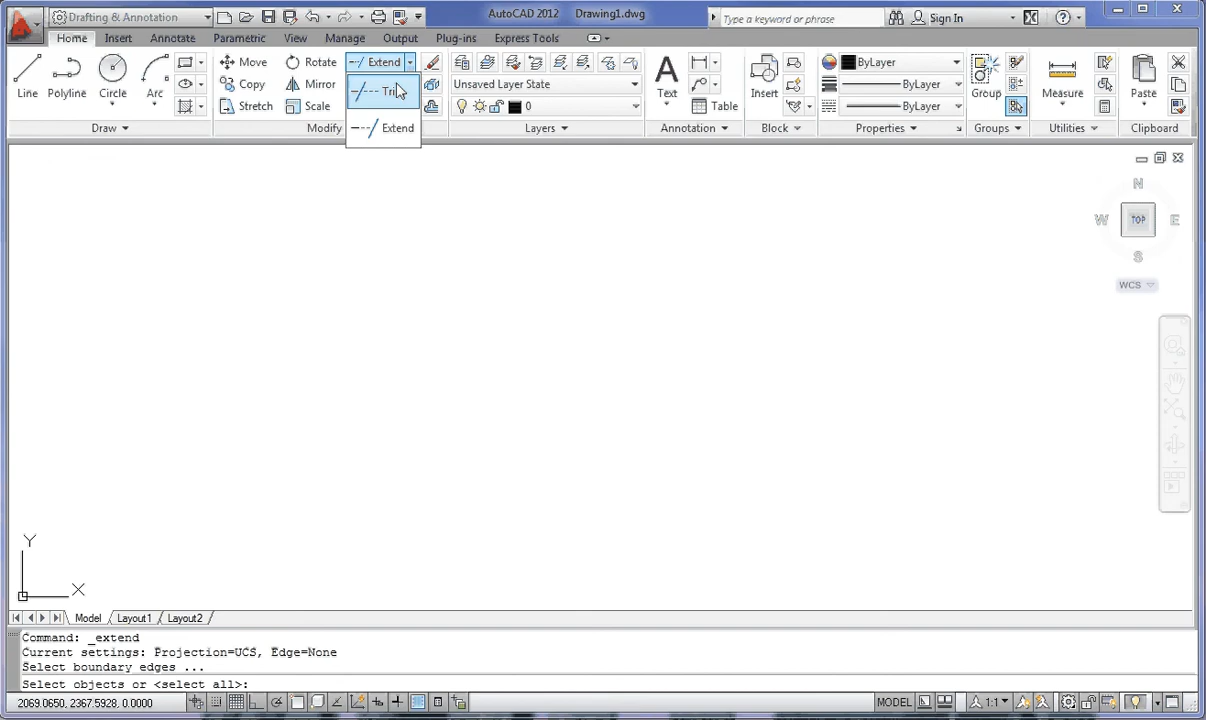 Drafting & Annotation
AutoCAD 2012 Drawing1.dwg
Type a keyword or phrase
Sign In
Home Insert Annotate Parametric View Manage Output Plug-ins Express Tools
Line Polyline Circle Arc
Move Rotate Extend
Copy Mirror
Stretch Scale
Extend
Unsaved Layer State
0
Text Table
Insert
ByLayer
ByLayer
ByLayer
Group
Measure
Paste
Draw Modify Layers Annotation Block Properties Groups Utilities Clipboard
N
W TOP E
S
WCS
Y
X
Model Layout1 Layout2
Command: _extend
Current settings: Projection=UCS, Edge=None
Select boundary edges ...
Select objects or <select all>:
2069.0650, 2367.5928, 0.0000
MODEL
1:1